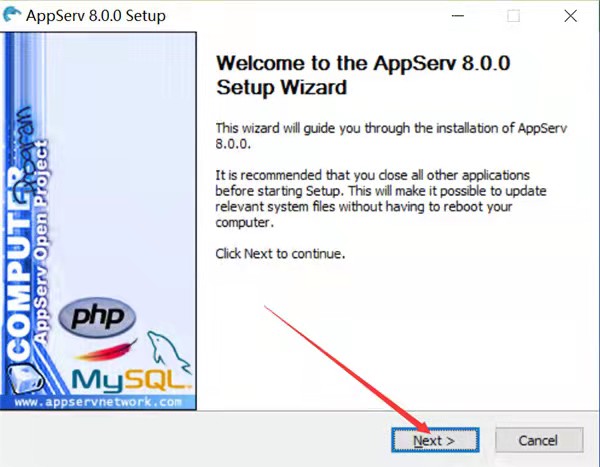 AppServ 8.0.0 Setup
Welcome to the AppServ 8.0.0
Setup Wizard
This wizard will guide you through the installation of AppServ
8.0.0.
It is recommended that you close all other applications
before starting Setup. This will make it possible to update
relevant system files without having to reboot your
computer.
Click Next to continue.
COMPUTER
Program
AppServ Open Project
php
MySQL
www.appservnetwork.com
Next >
Cancel